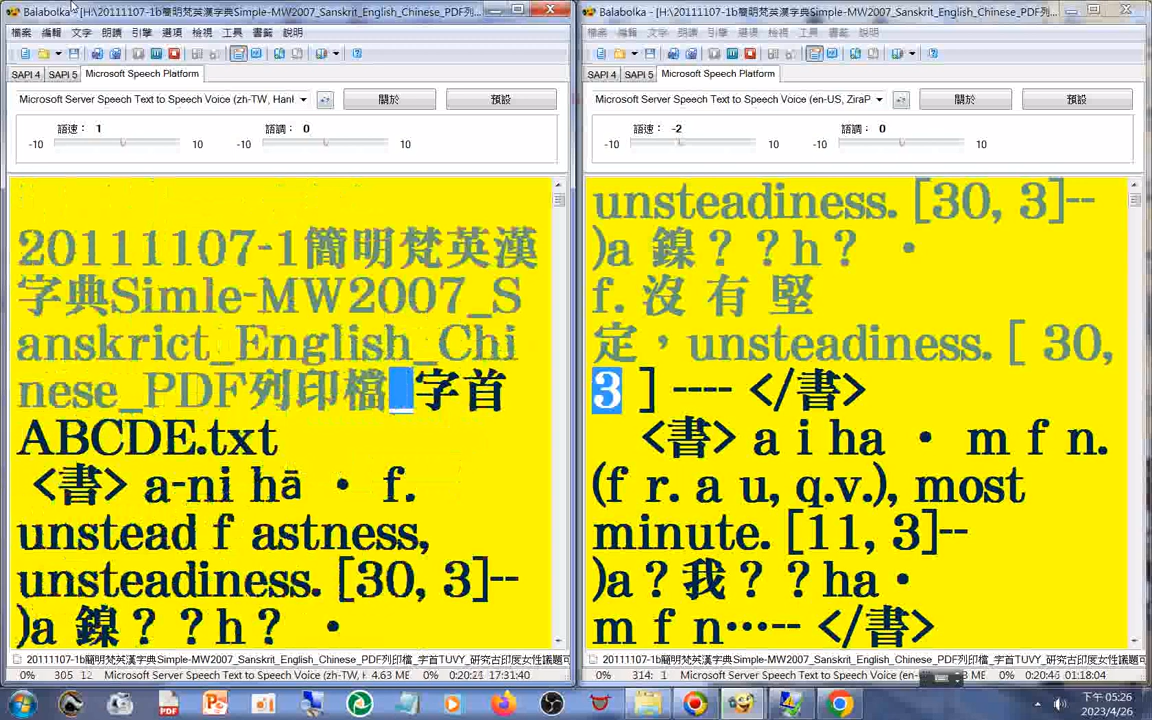 Balabolka - [H:\20111107-1b簡明梵英漢字典Simple-MW2007_Sanskrit_English_Chinese_PDF列...
檔案 編輯 文字 朗讀 引擎 選項 檢視 工具 書籤 說明
SAPI 4 SAPI 5 Microsoft Speech Platform
Microsoft Server Speech Text to Speech Voice (zh-TW, Hanl
關於 預設
語速： 1 語調： 0
-10 10 -10 10
20111107-1簡明梵英漢
字典Simle-MW2007_S
anskrict_English_Chi
nese_PDF列印檔_字首
ABCDE.txt
<書> a-ni hā • f.
unstead f astness,
unsteadiness. [30, 3]--
)a 鎳？？h？ •
20111107-1b簡明梵英漢字典Simple-MW2007_Sanskrit_English_Chinese_PDF列印檔_字首TUVY_研究古印度女性議題可
0% 305: 12 Microsoft Server Speech Text to Speech Voice (zh-TW, H 4.63 ME 0% 17:31:40
Balabolka - [H:\20111107-1b簡明梵英漢字典Simple-MW2007_Sanskrit_English_Chinese_PDF列...
檔案 編輯 文字 朗讀 引擎 選項 檢視 工具 書籤 說明
SAPI 4 SAPI 5 Microsoft Speech Platform
Microsoft Server Speech Text to Speech Voice (en-US, ZiraP
關於 預設
語速： -2 語調： 0
-10 10 -10 10
unsteadiness. [30, 3]--
)a 鎳？？h？ •
f. 沒 有 堅
定，unsteadiness. [ 30,
3 ] ---- </書>
<書> a i ha • m f n.
(f r. a u, q.v.), most
minute. [11, 3]--
)a？我？？ha •
m f n…-- </書>
20111107-1b簡明梵英漢字典Simple-MW2007_Sanskrit_English_Chinese_PDF列印檔_字首TUVY_研究古印度女性議題可
0% 314: 1 Microsoft Server Speech Text to Speech Voice 4.63 ME 0% 01:18:04
下午 05:26
2023/4/26